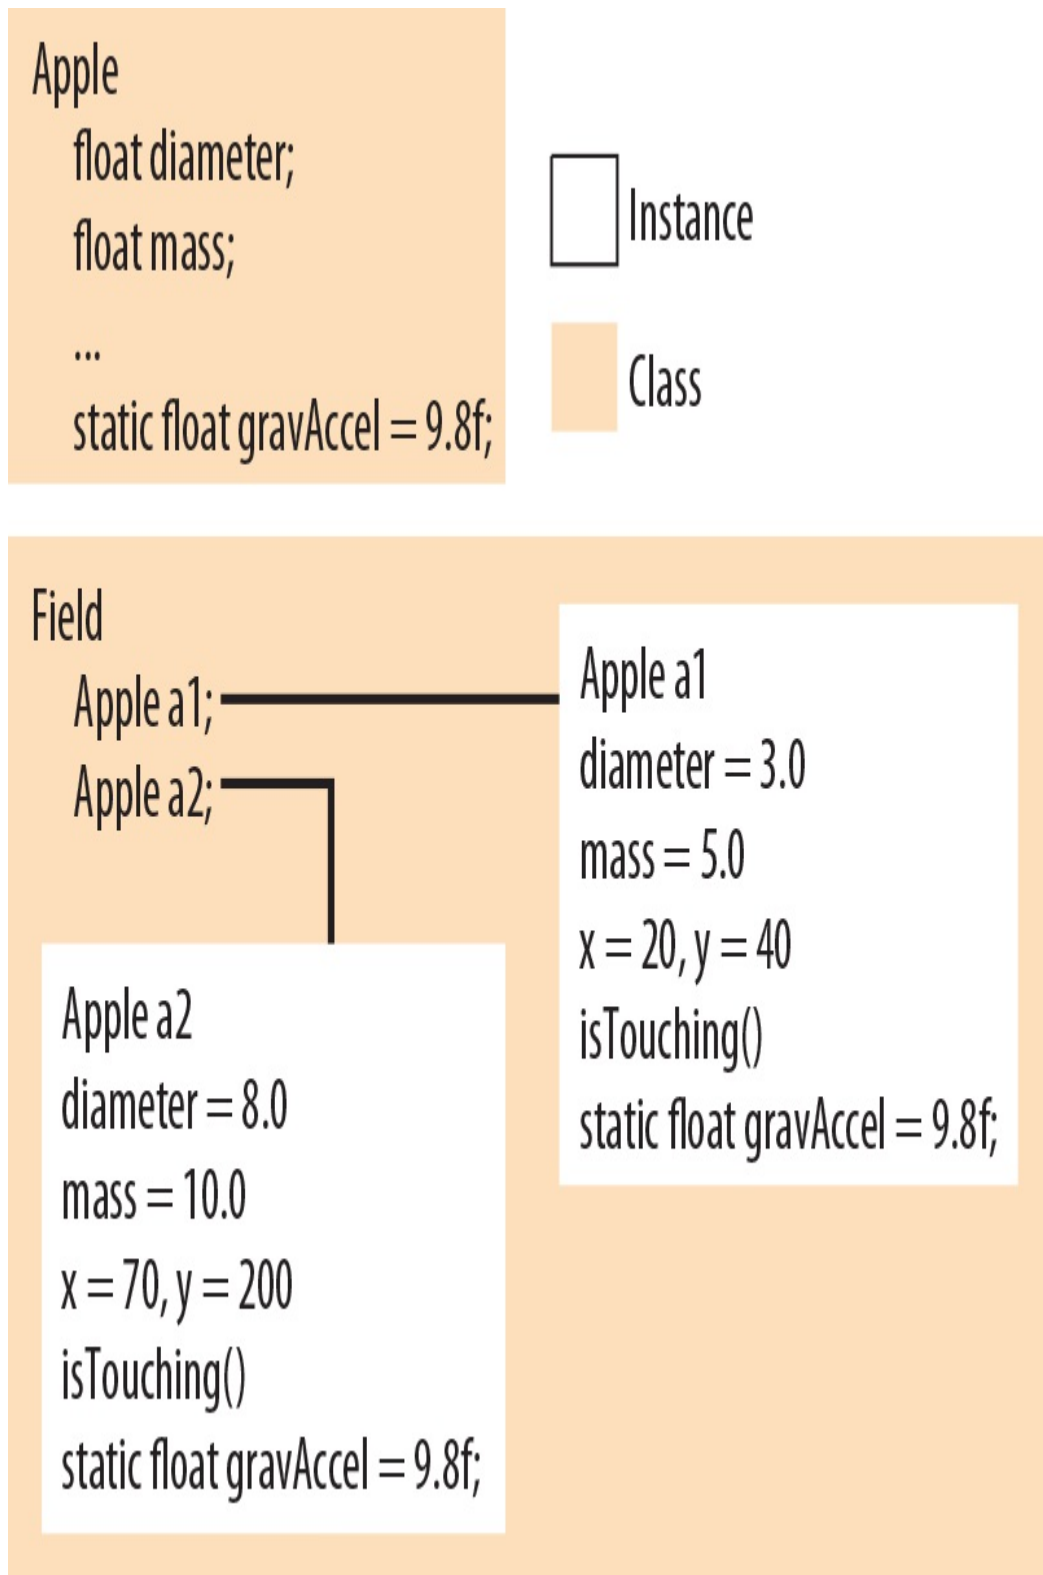 Apple
float diameter;
float mass;
...
static float gravAccel = 9.8f;
Instance
Class
Field
Apple a1;
Apple a2;
Apple a1
diameter = 3.0
mass = 5.0
x = 20, y = 40
isTouching()
static float gravAccel = 9.8f;
Apple a2
diameter = 8.0
mass = 10.0
x = 70, y = 200
isTouching()
static float gravAccel = 9.8f;